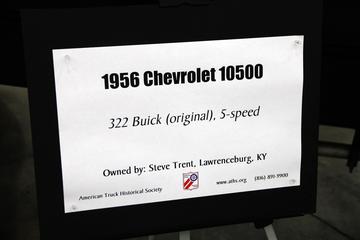 1956 Chevrolet 10500
322 Buick (original), 5-speed
Owned by: Steve Trent, Lawrenceburg, KY
American Truck Historical Society www.aths.org (816) 891-9900